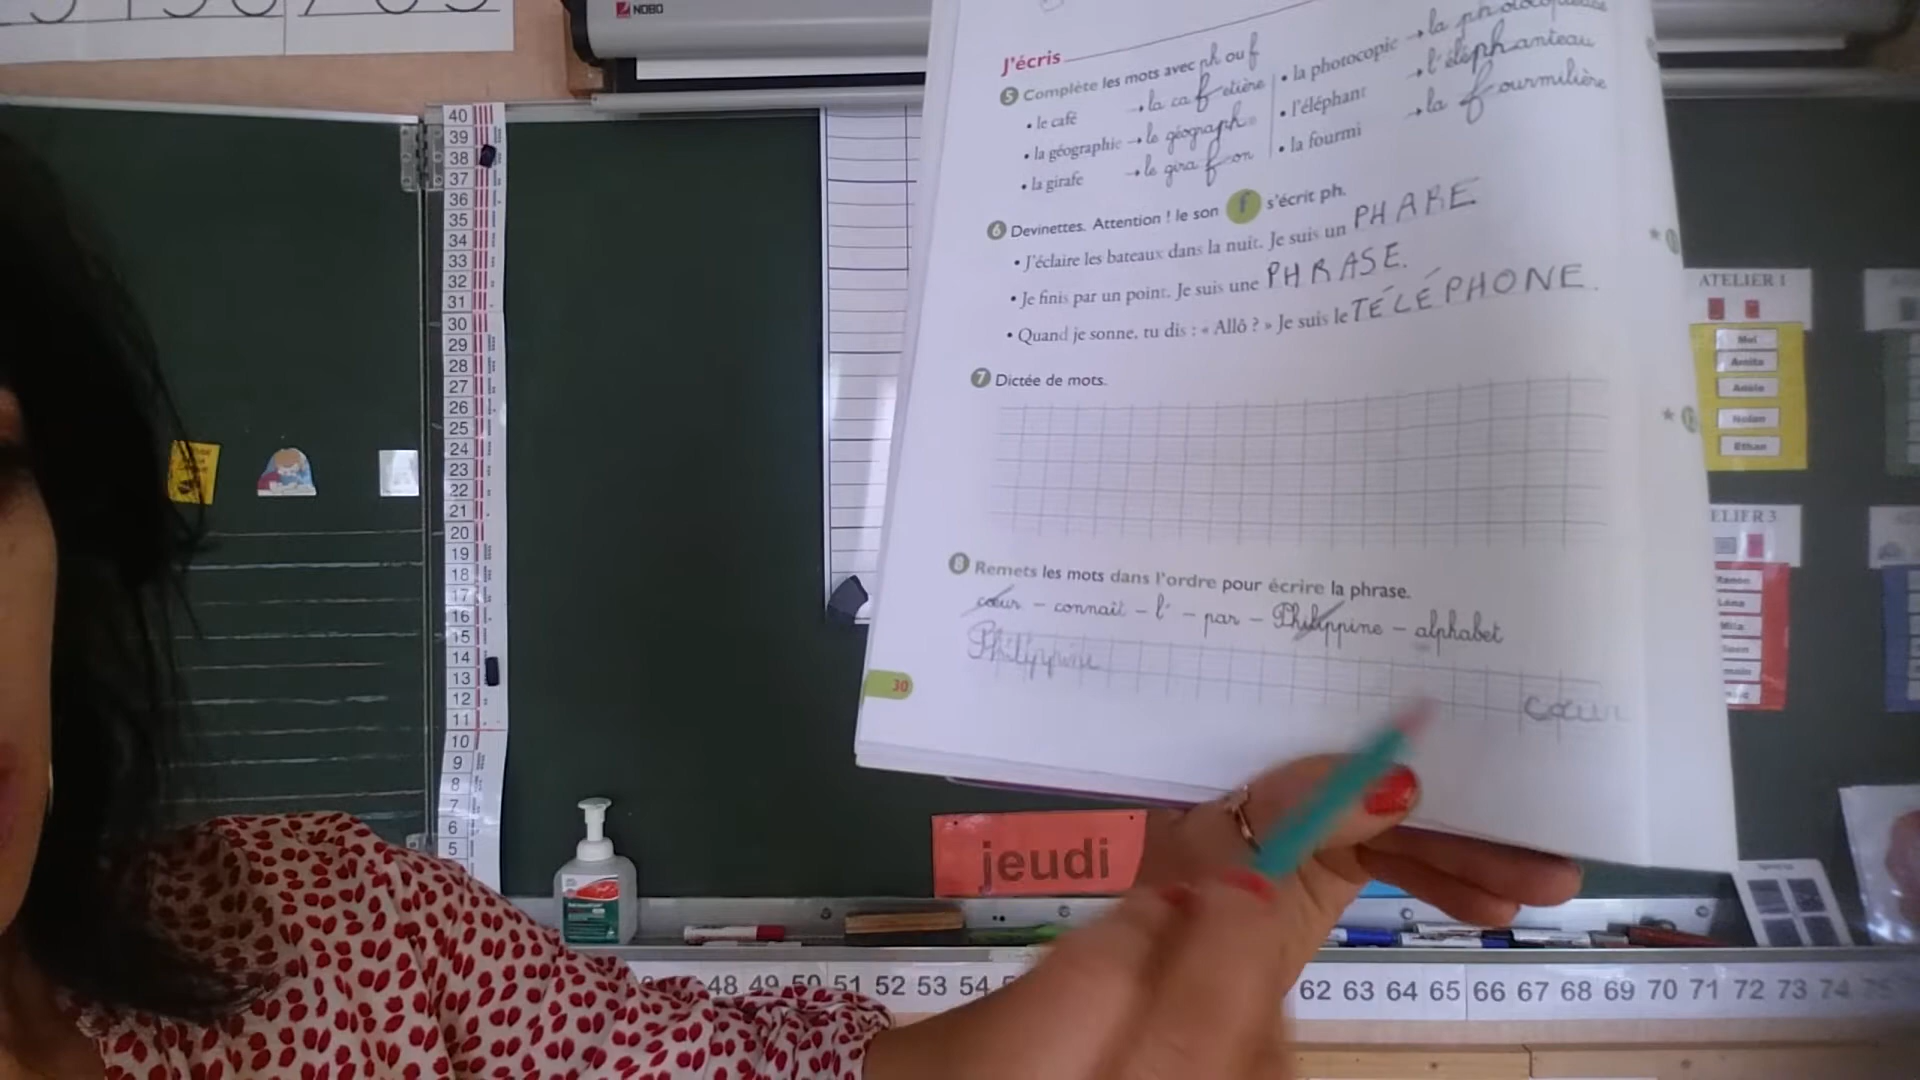 NOBO
J'écris
5 Complète les mots avec ph ou f
• le café → la cafetière
• la géographie → le géographe
• la girafe → le girafon
• la photocopie → la photocopieuse
• l'éléphant → l'éléphanteau
• la fourmi → la fourmilière
6 Devinettes. Attention ! le son f s'écrit ph.
• J'éclaire les bateaux dans la nuit. Je suis un PHARE
• Je finis par un point. Je suis une PHRASE.
• Quand je sonne, tu dis : « Allô ? » Je suis le TÉLÉPHONE.
7 Dictée de mots.
8 Remets les mots dans l'ordre pour écrire la phrase.
cœur – connaît – l' – par – Philippine – alphabet
Philippine
cœur
30
jeudi
40
39
38
37
36
35
34
33
32
31
30
29
28
27
26
25
24
23
22
21
20
19
18
17
16
15
14
13
12
11
10
9
8
7
6
5
A
ATELIER 1
Mel
Adèle
Nolan
Ethan
ELIER 3
Léna
Mila
48 49 50 51 52 53 54
62 63 64 65 66 67 68 69 70 71 72 73 74